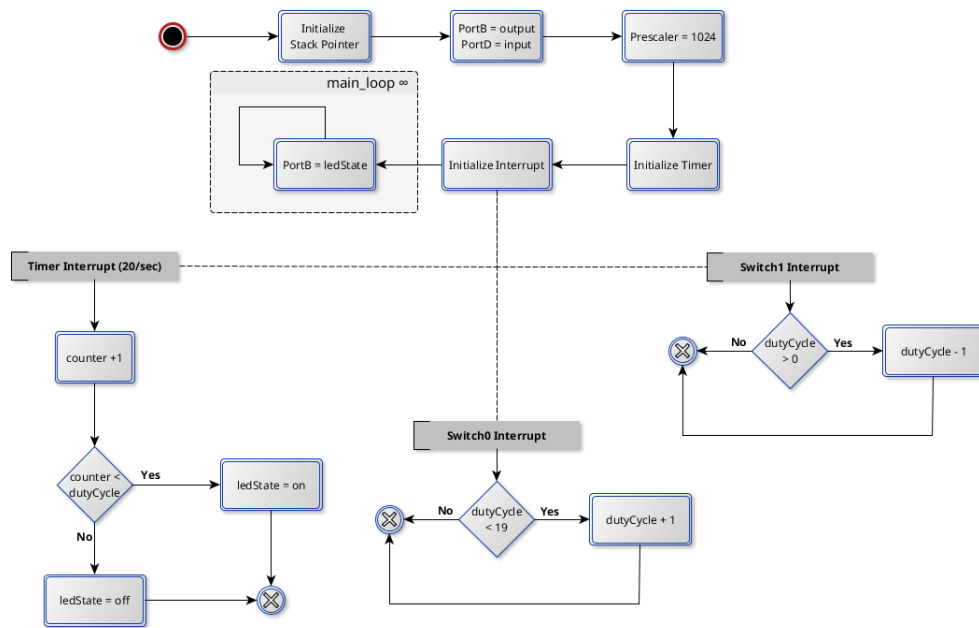 Initialize
Stack Pointer
PortB = output
PortD = input
Prescaler = 1024
main_loop ∞
PortB = ledState
Initialize Interrupt
Initialize Timer
Timer Interrupt (20/sec)
Switch1 Interrupt
counter +1
No
dutyCycle
> 0
Yes
dutyCycle - 1
Switch0 Interrupt
counter <
dutyCycle
Yes
ledState = on
No
No
dutyCycle
< 19
Yes
dutyCycle + 1
ledState = off